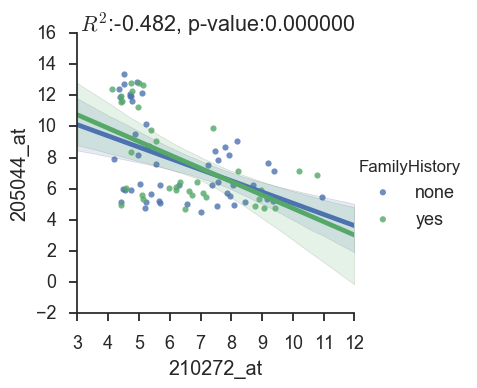 R²:-0.482, p-value:0.000000
16
14
12
10
8
6
4
2
0
−2
205044_at
3 4 5 6 7 8 9 10 11 12
210272_at
FamilyHistory
none
yes